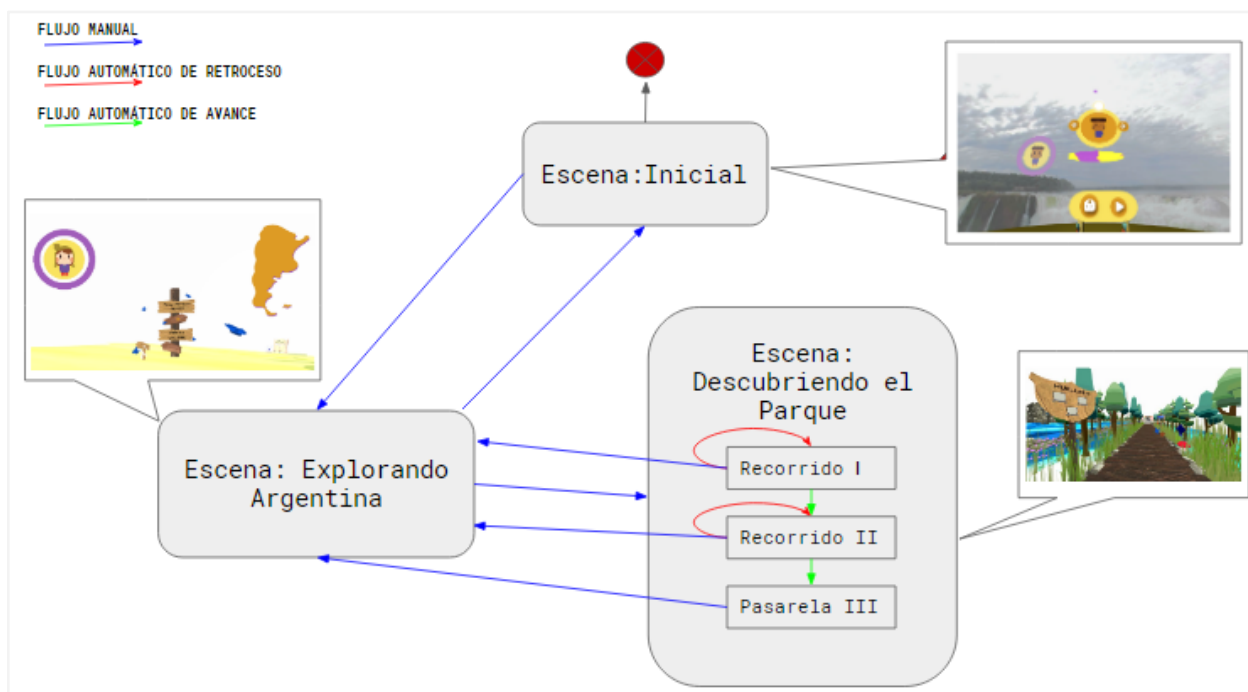 FLUJO MANUAL
FLUJO AUTOMÁTICO DE RETROCESO
FLUJO AUTOMÁTICO DE AVANCE
Escena:Inicial
Escena: Explorando
Argentina
Escena:
Descubriendo el
Parque
Recorrido I
Recorrido II
Pasarela III